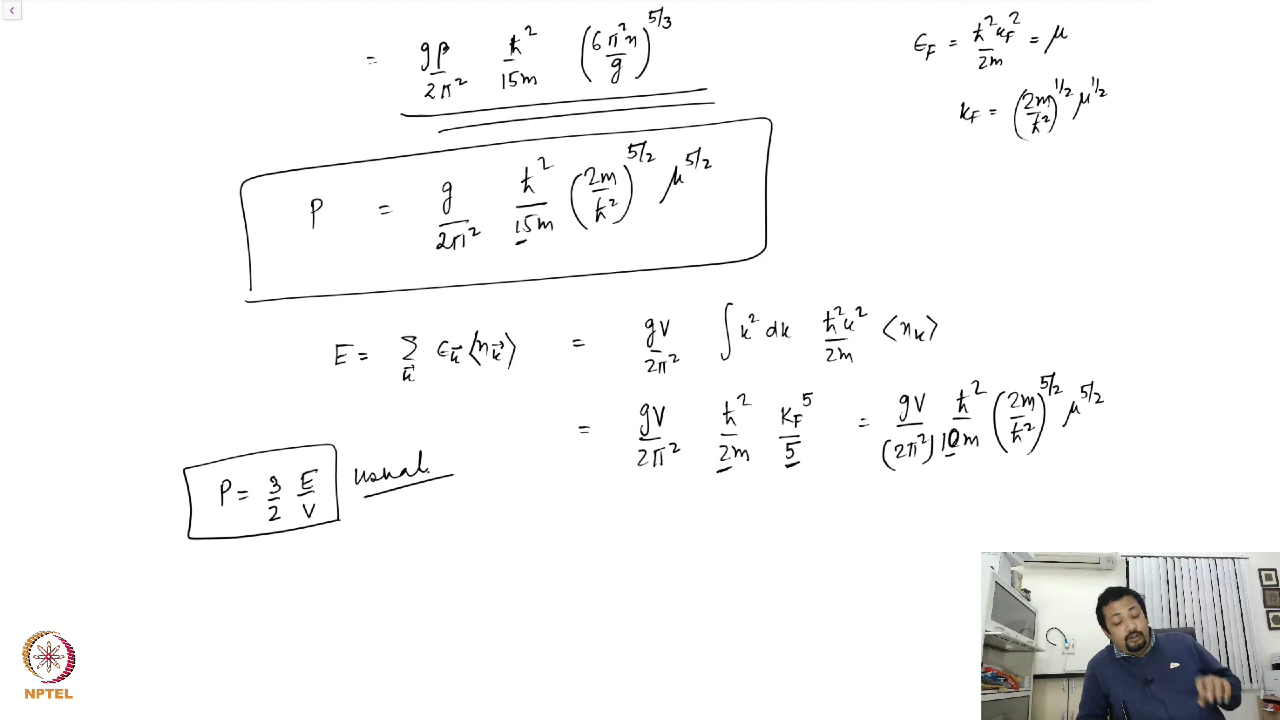 = gβ/2π² ħ²/15m (6π²n/g)^5/3
ϵ_F = ħ²k_F²/2m = μ
k_F = (2m/ħ²)^1/2 μ^1/2
P = g/2π² ħ²/15m (2m/ħ²)^5/2 μ^5/2
E = Σ_k⃗ ϵ_k⃗ ⟨n_k⃗⟩ = gV/2π² ∫ k² dk ħ²k²/2m ⟨n_k⟩
= gV/2π² ħ²/2m k_F⁵/5 = gV/(2π²) ħ²/10m (2m/ħ²)^5/2 μ^5/2
P = 3/2 E/V usual.
NPTEL